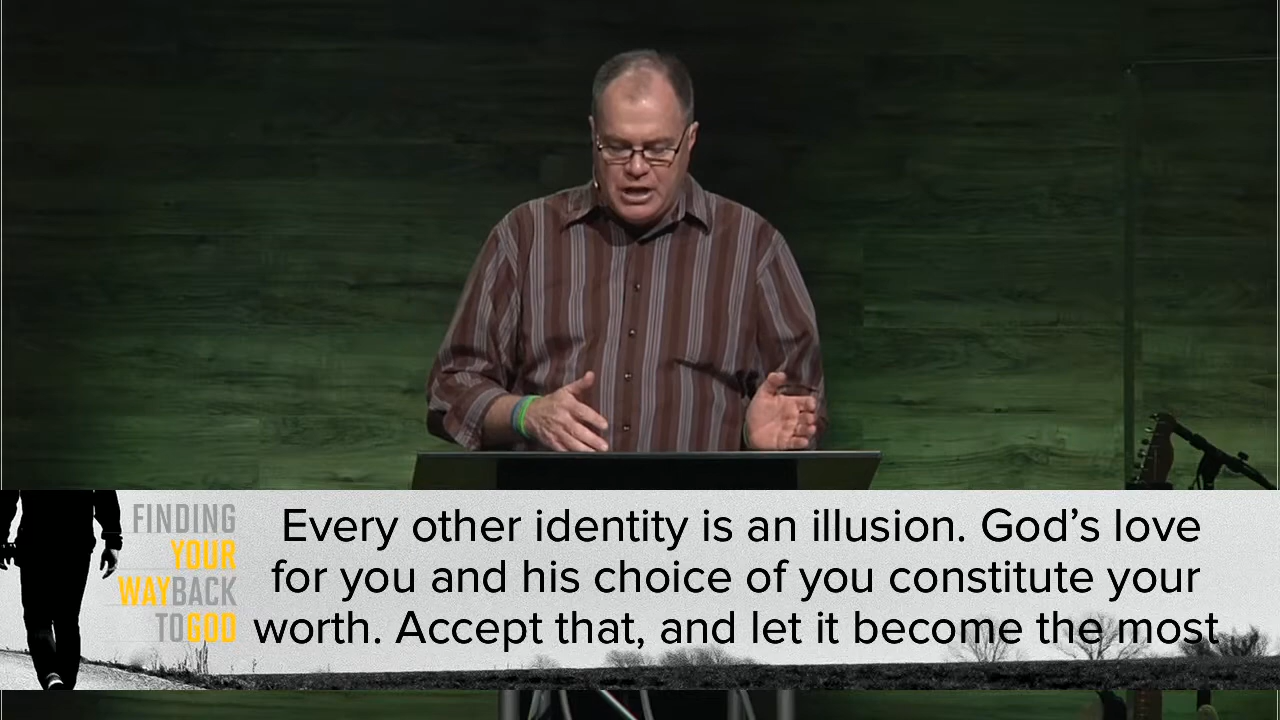 FINDING
YOUR
WAYBACK
TOGOD
Every other identity is an illusion. God’s love
for you and his choice of you constitute your
worth. Accept that, and let it become the most